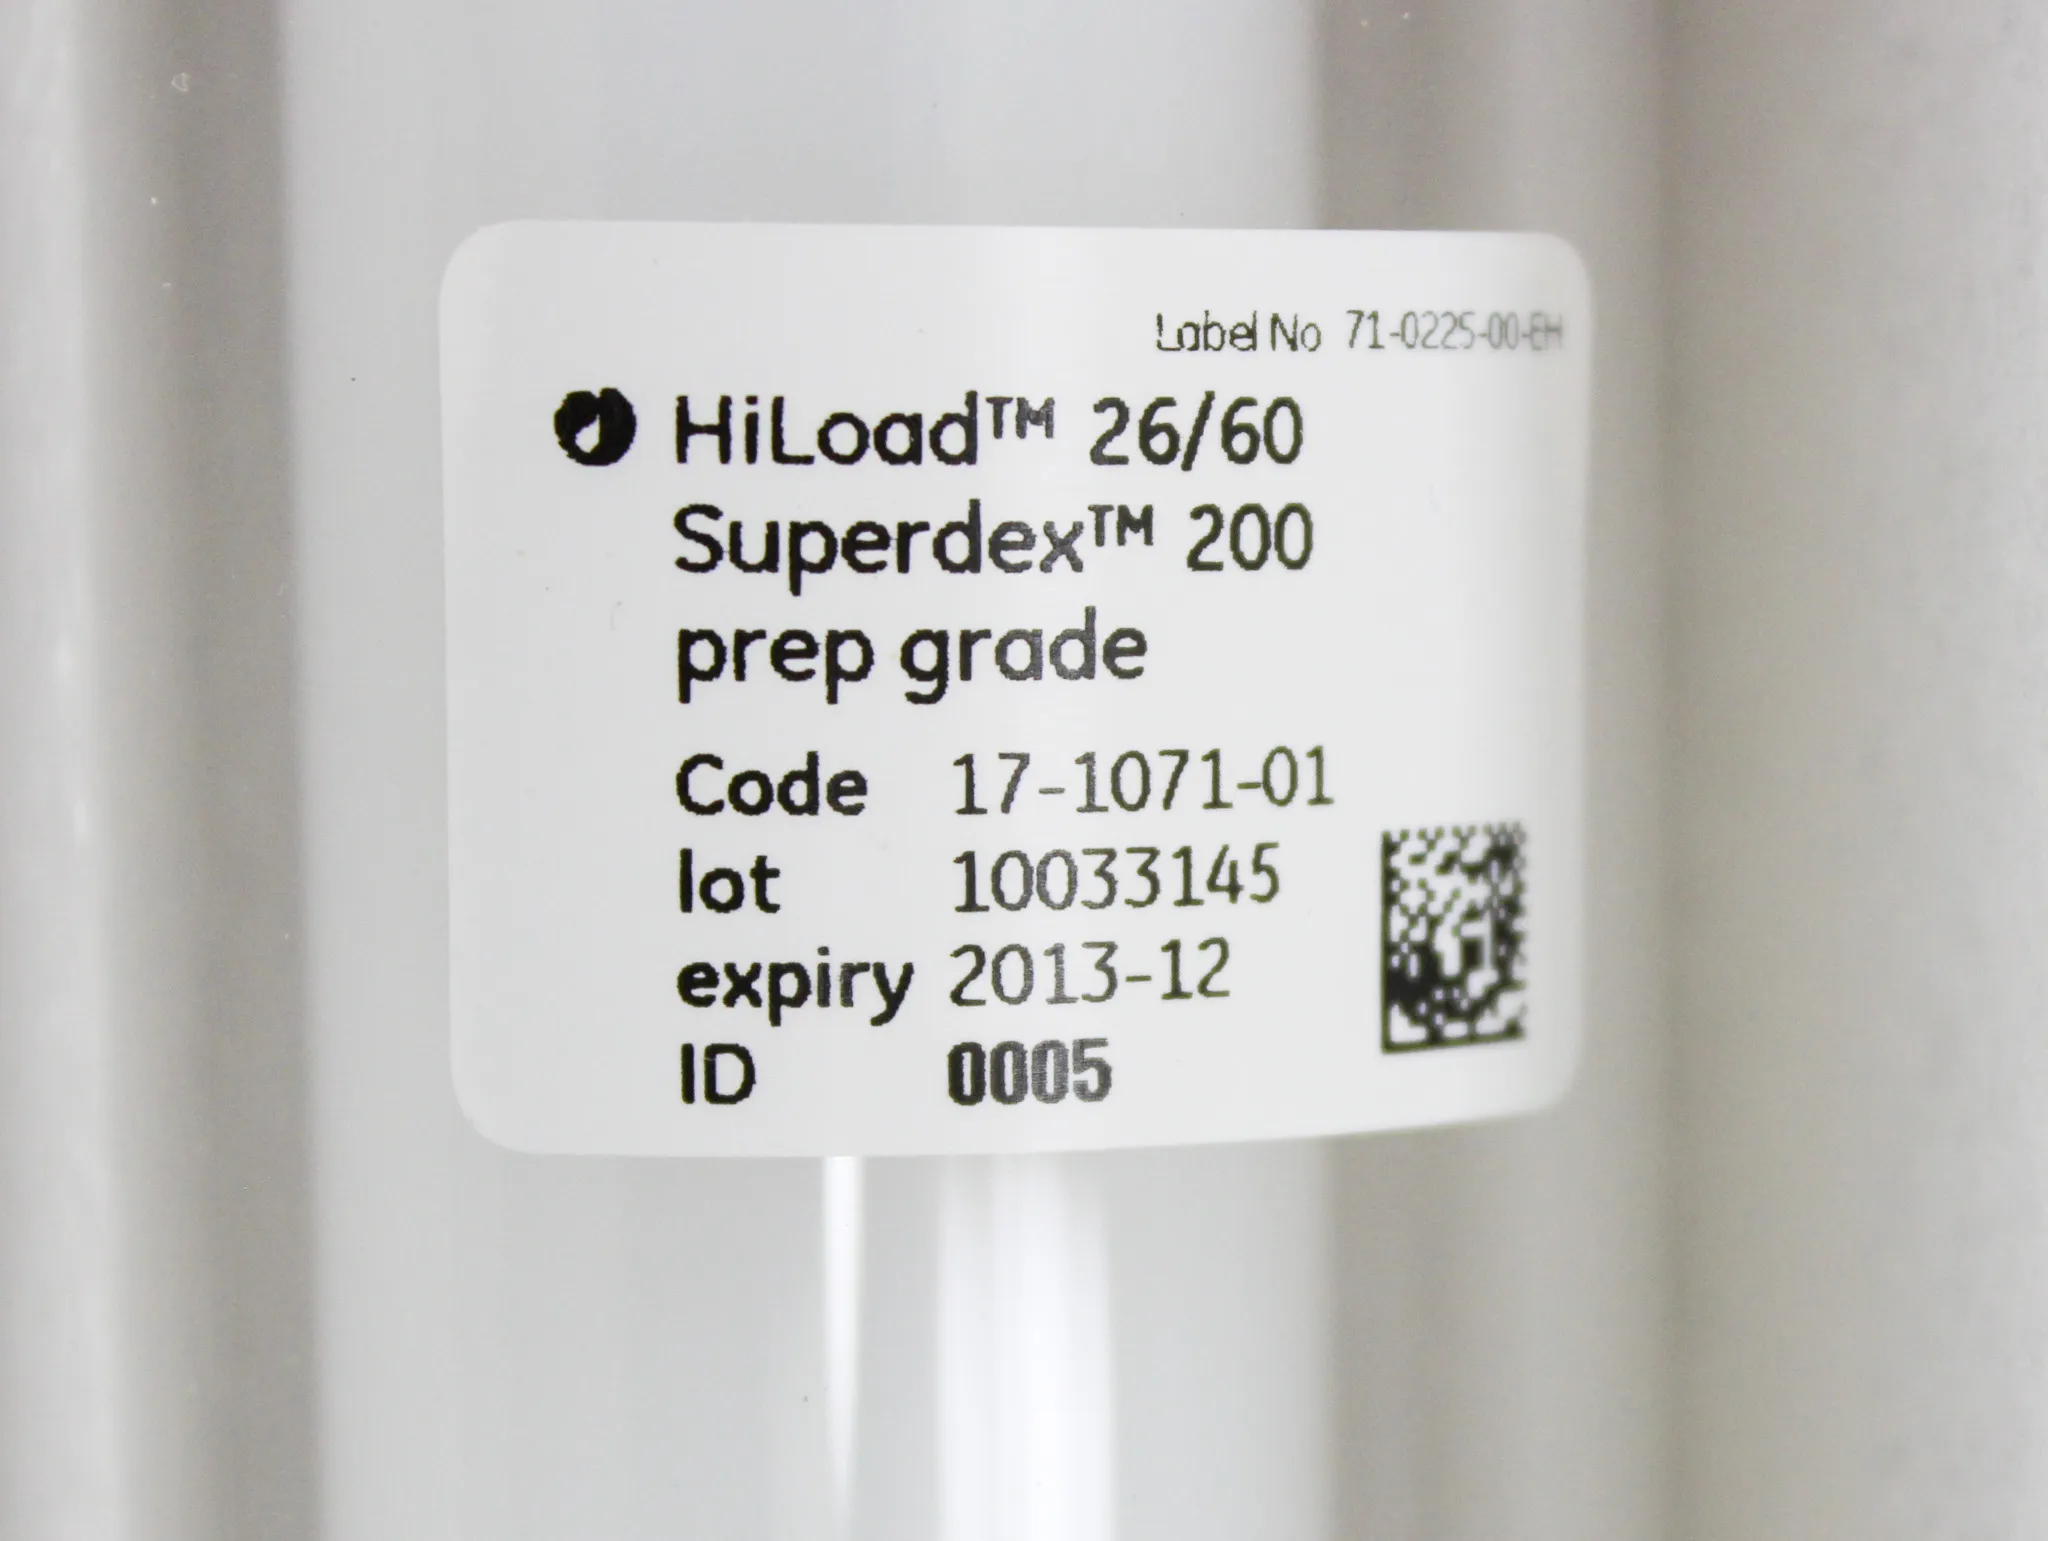 Label No 71-0225-00-EH
HiLoad™ 26/60
Superdex™ 200
prep grade
Code 17-1071-01
lot 10033145
expiry 2013-12
ID 0005